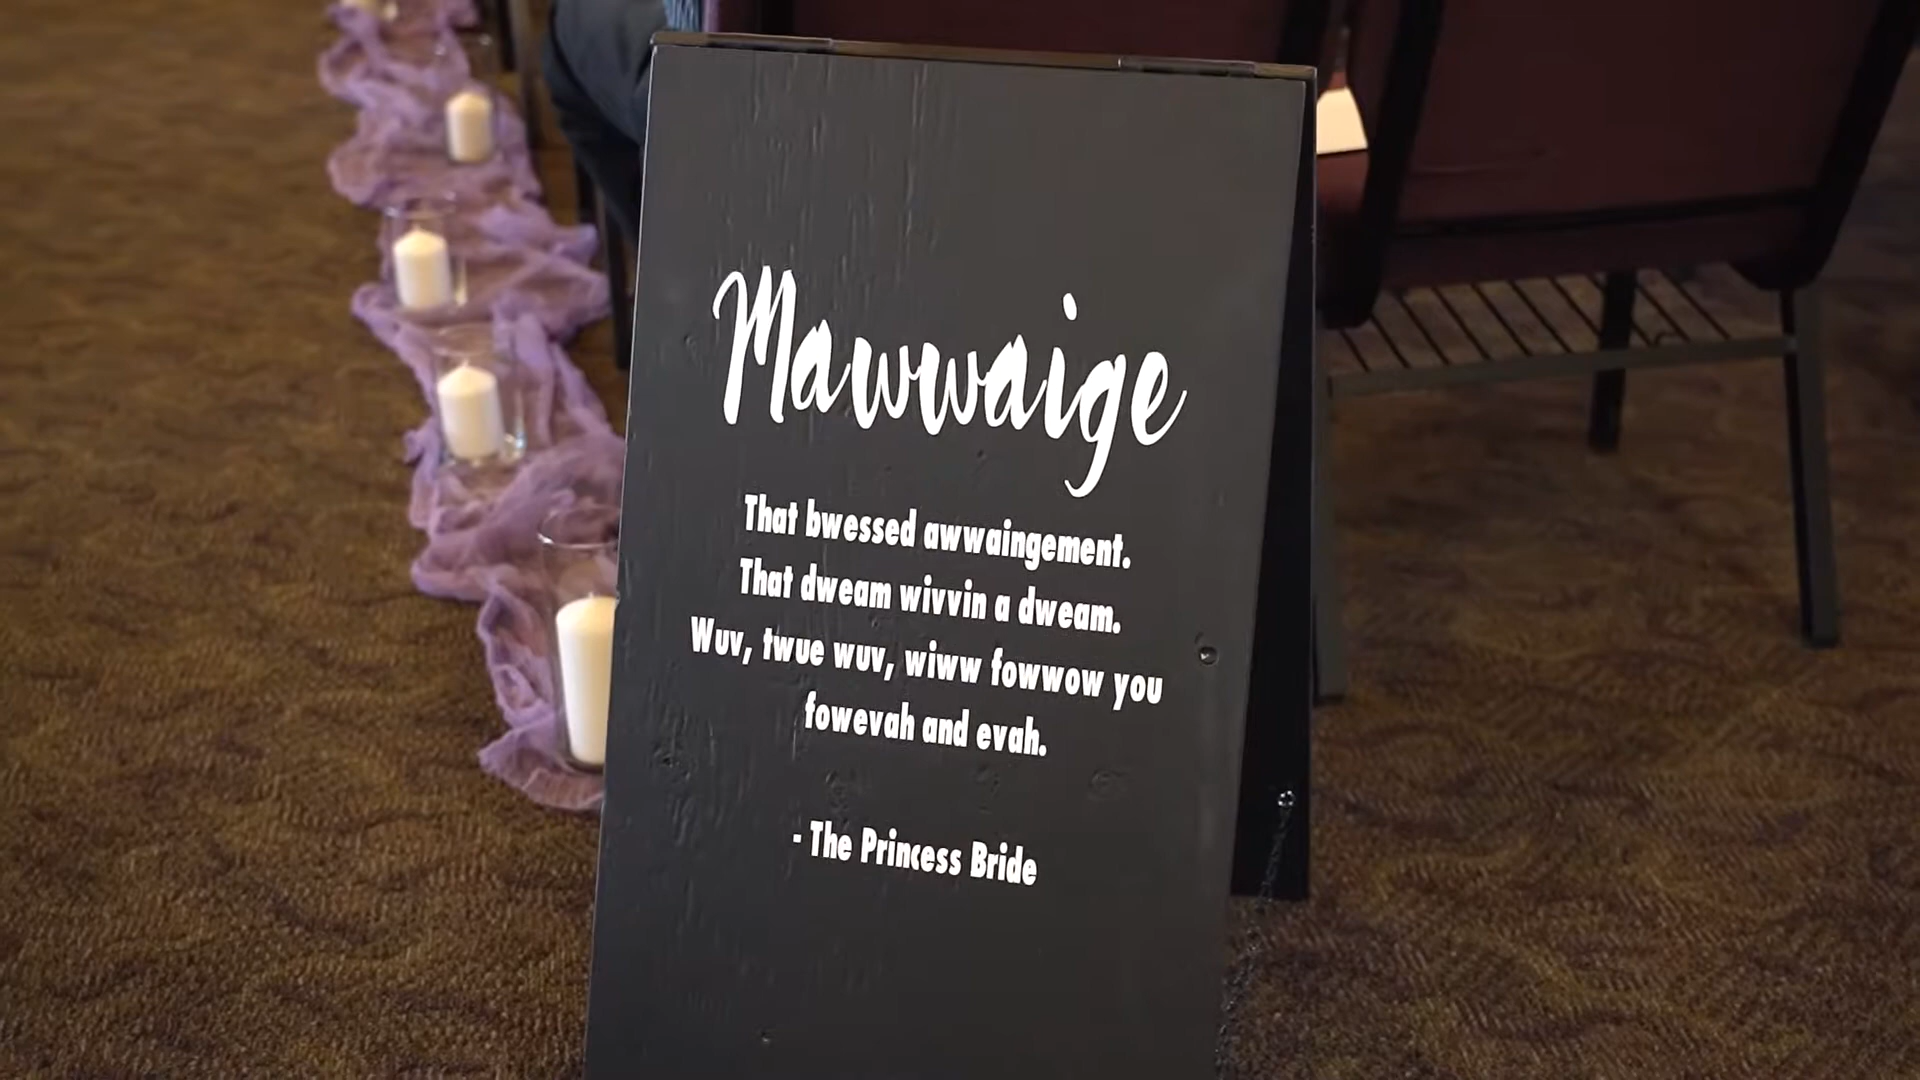 Mawwaige
That bwessed awwaingement.
That dweam wivvin a dweam.
Wuv, twue wuv, wiww fowwow you
fowevah and evah.
- The Princess Bride